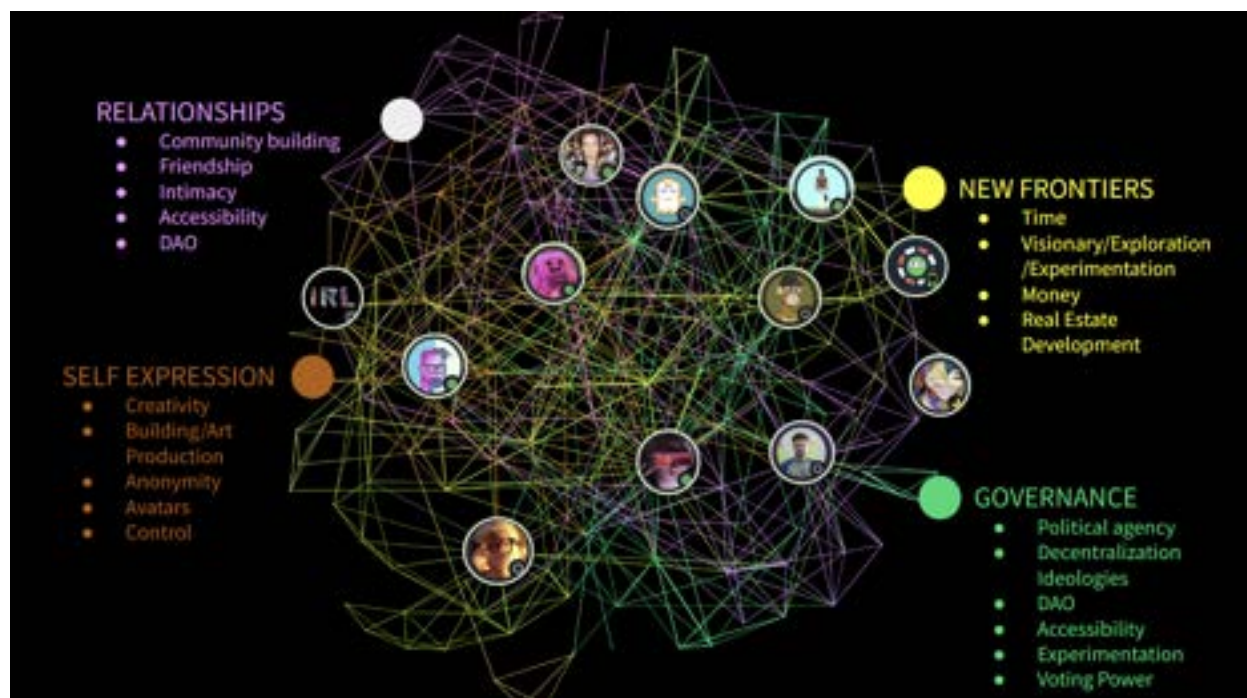 RELATIONSHIPS
Community building
Friendship
Intimacy
Accessibility
DAO
NEW FRONTIERS
Time
Visionary/Exploration
/Experimentation
Money
Real Estate
Development
IRL
SELF EXPRESSION
Creativity
Building/Art
Production
Anonymity
Avatars
Control
GOVERNANCE
Political agency
Decentralization
Ideologies
DAO
Accessibility
Experimentation
Voting Power